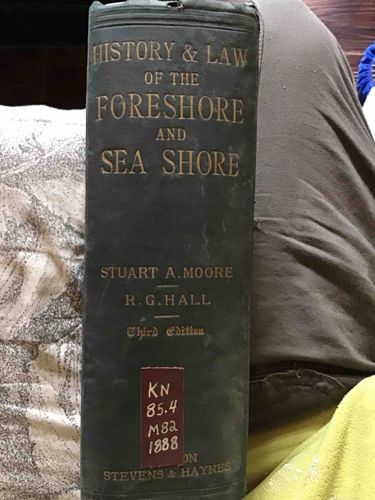 HISTORY & LAW
OF THE
FORESHORE
AND
SEA SHORE
STUART A. MOORE
R. G. HALL
Third Edition
KN
85.4
M82
1888
ON
STEVENS & HAYNES